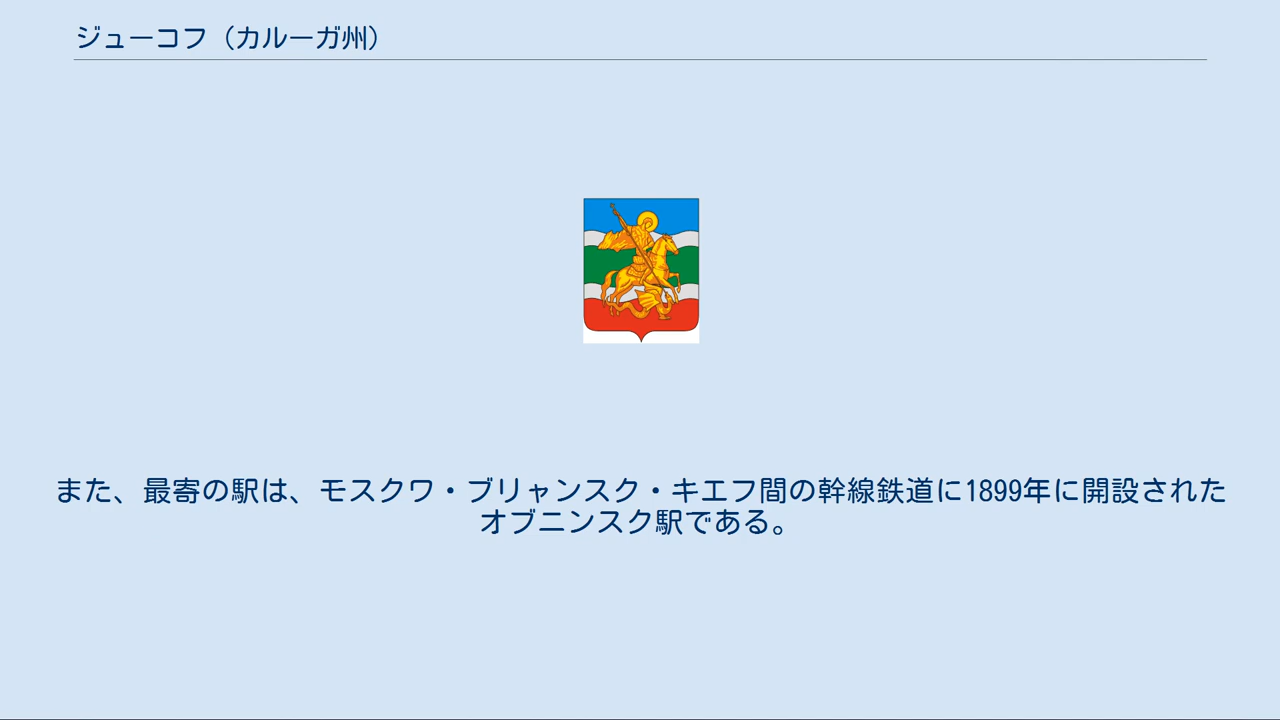 ジューコフ（カルーガ州）
また、最寄の駅は、モスクワ・ブリャンスク・キエフ間の幹線鉄道に1899年に開設された
オブニンスク駅である。